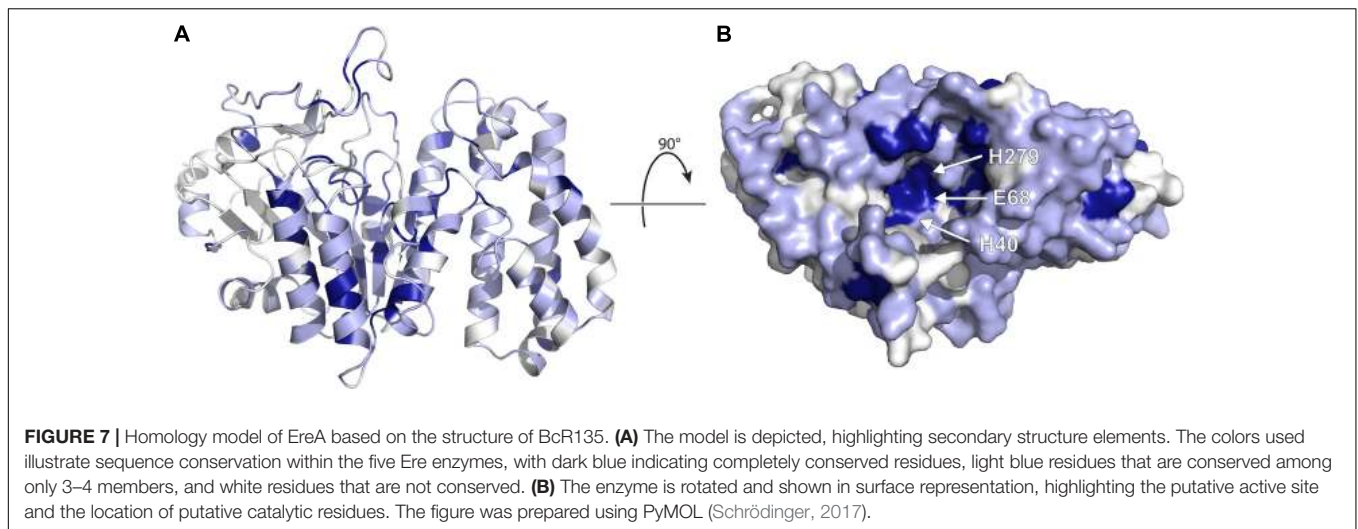 A
B
90°
H279
E68
H40
FIGURE 7 | Homology model of EreA based on the structure of BcR135. (A) The model is depicted, highlighting secondary structure elements. The colors used
illustrate sequence conservation within the five Ere enzymes, with dark blue indicating completely conserved residues, light blue residues that are conserved among
only 3–4 members, and white residues that are not conserved. (B) The enzyme is rotated and shown in surface representation, highlighting the putative active site
and the location of putative catalytic residues. The figure was prepared using PyMOL (Schrödinger, 2017).